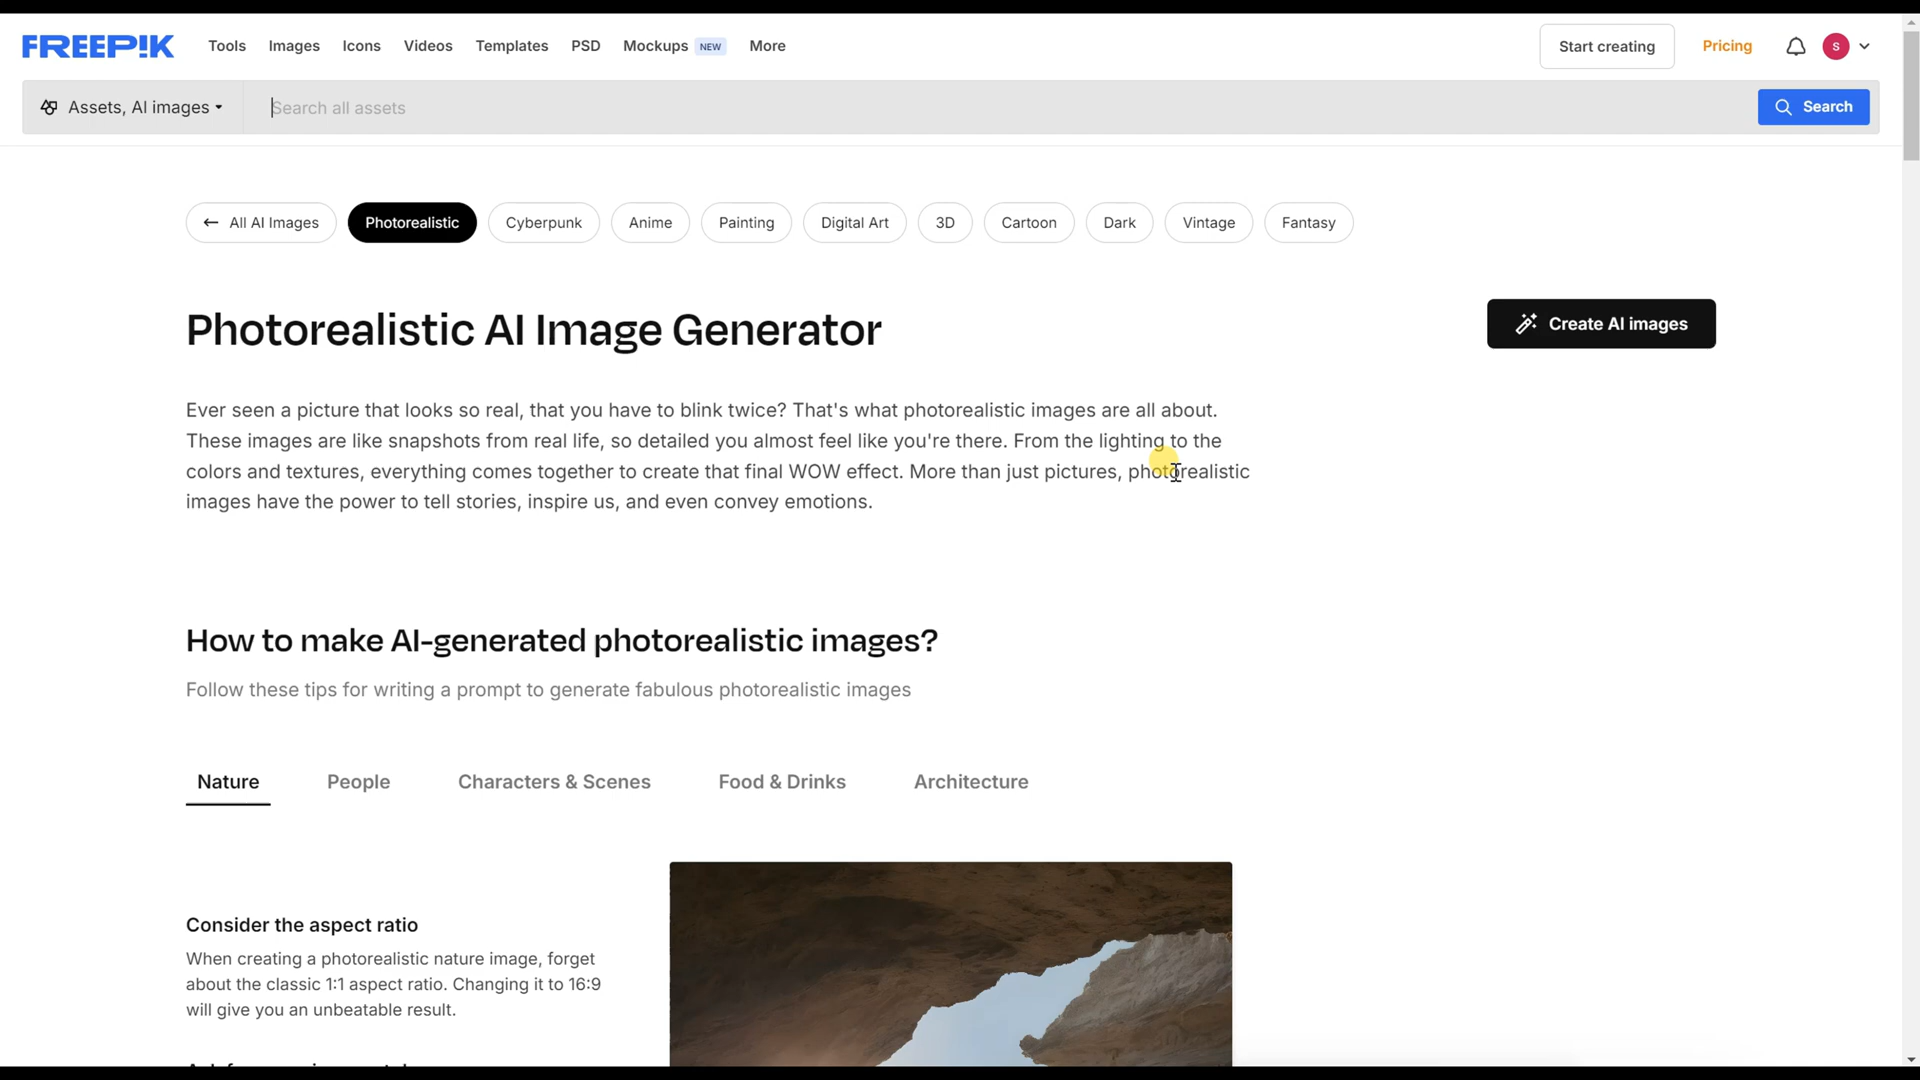 FREEPIK Tools Images Icons Videos Templates PSD Mockups NEW More Start creating Pricing S
Assets, AI images Search all assets Search
All AI Images Photorealistic Cyberpunk Anime Painting Digital Art 3D Cartoon Dark Vintage Fantasy
Photorealistic AI Image Generator
Create AI images
Ever seen a picture that looks so real, that you have to blink twice? That's what photorealistic images are all about.
These images are like snapshots from real life, so detailed you almost feel like you're there. From the lighting to the
colors and textures, everything comes together to create that final WOW effect. More than just pictures, photorealistic
images have the power to tell stories, inspire us, and even convey emotions.
How to make AI-generated photorealistic images?
Follow these tips for writing a prompt to generate fabulous photorealistic images
Nature People Characters & Scenes Food & Drinks Architecture
Consider the aspect ratio
When creating a photorealistic nature image, forget
about the classic 1:1 aspect ratio. Changing it to 16:9
will give you an unbeatable result.